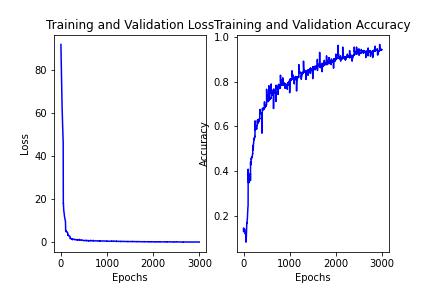 Training and Validation Loss
Training and Validation Accuracy
Loss
80
60
40
20
0
0 1000 2000 3000
Epochs
Accuracy
1.0
0.8
0.6
0.4
0.2
0 1000 2000 3000
Epochs